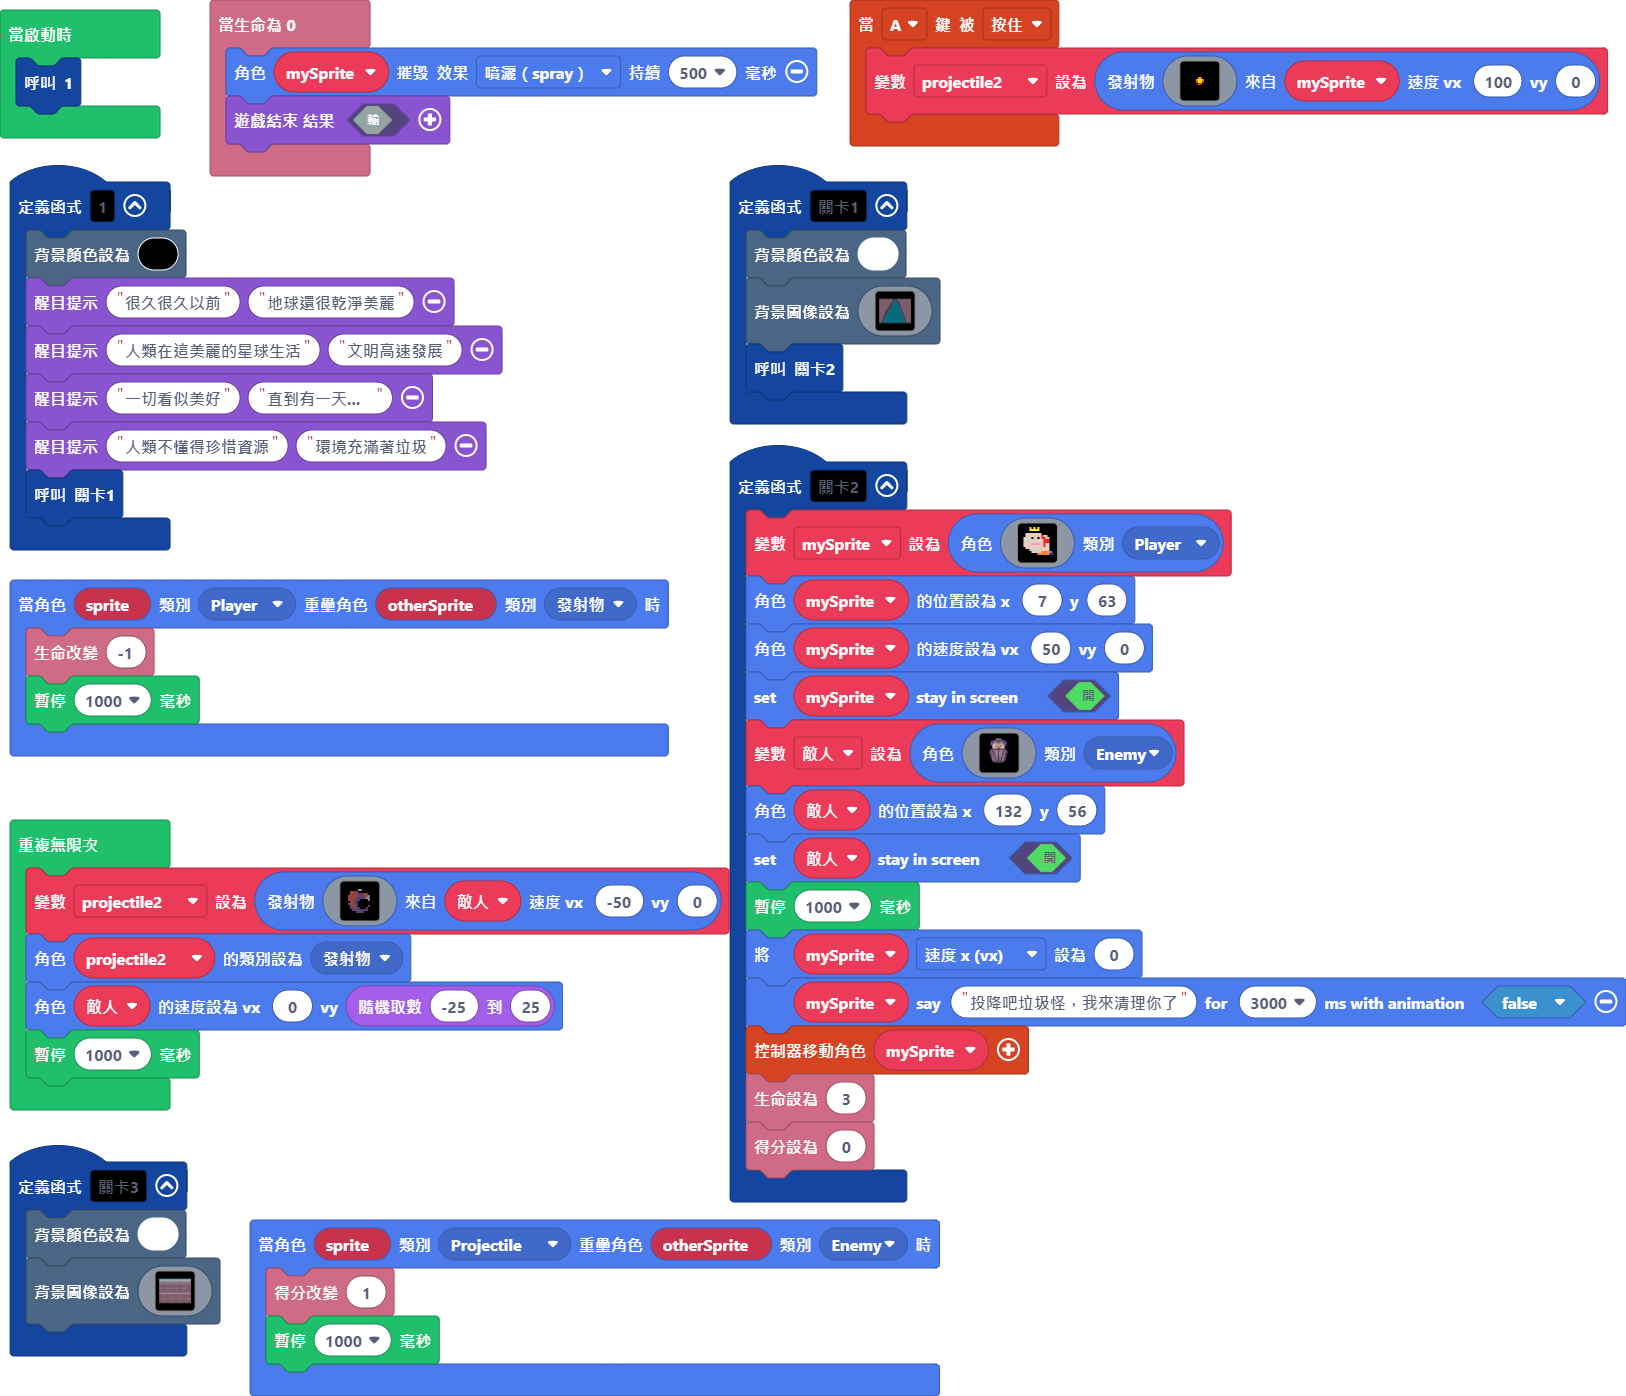 當啟動時
呼叫 1
當生命為 0
角色 mySprite 摧毀 效果 噴灑 ( spray ) 持續 500 毫秒
遊戲結束 結果 輸
當 A 鍵 被 按住
變數 projectile2 設為 發射物 來自 mySprite 速度 vx 100 vy 0
定義函式 1
背景顏色設為
醒目提示 "很久很久以前" "地球還很乾淨美麗"
醒目提示 "人類在這美麗的星球生活" "文明高速發展"
醒目提示 "一切看似美好" "直到有一天... "
醒目提示 "人類不懂得珍惜資源" "環境充滿著垃圾"
呼叫 關卡1
定義函式 關卡1
背景顏色設為
背景圖像設為
呼叫 關卡2
當角色 sprite 類別 Player 重疊角色 otherSprite 類別 發射物 時
生命改變 -1
暫停 1000 毫秒
定義函式 關卡2
變數 mySprite 設為 角色 類別 Player
角色 mySprite 的位置設為 x 7 y 63
角色 mySprite 的速度設為 vx 50 vy 0
set mySprite stay in screen 開
變數 敵人 設為 角色 類別 Enemy
角色 敵人 的位置設為 x 132 y 56
set 敵人 stay in screen 開
暫停 1000 毫秒
將 mySprite 速度 x (vx) 設為 0
mySprite say "投降吧垃圾怪，我來清理你了" for 3000 ms with animation false
控制器移動角色 mySprite
生命設為 3
得分設為 0
重複無限次
變數 projectile2 設為 發射物 來自 敵人 速度 vx -50 vy 0
角色 projectile2 的類別設為 發射物
角色 敵人 的速度設為 vx 0 vy 隨機取數 -25 到 25
暫停 1000 毫秒
定義函式 關卡3
背景顏色設為
背景圖像設為
當角色 sprite 類別 Projectile 重疊角色 otherSprite 類別 Enemy 時
得分改變 1
暫停 1000 毫秒